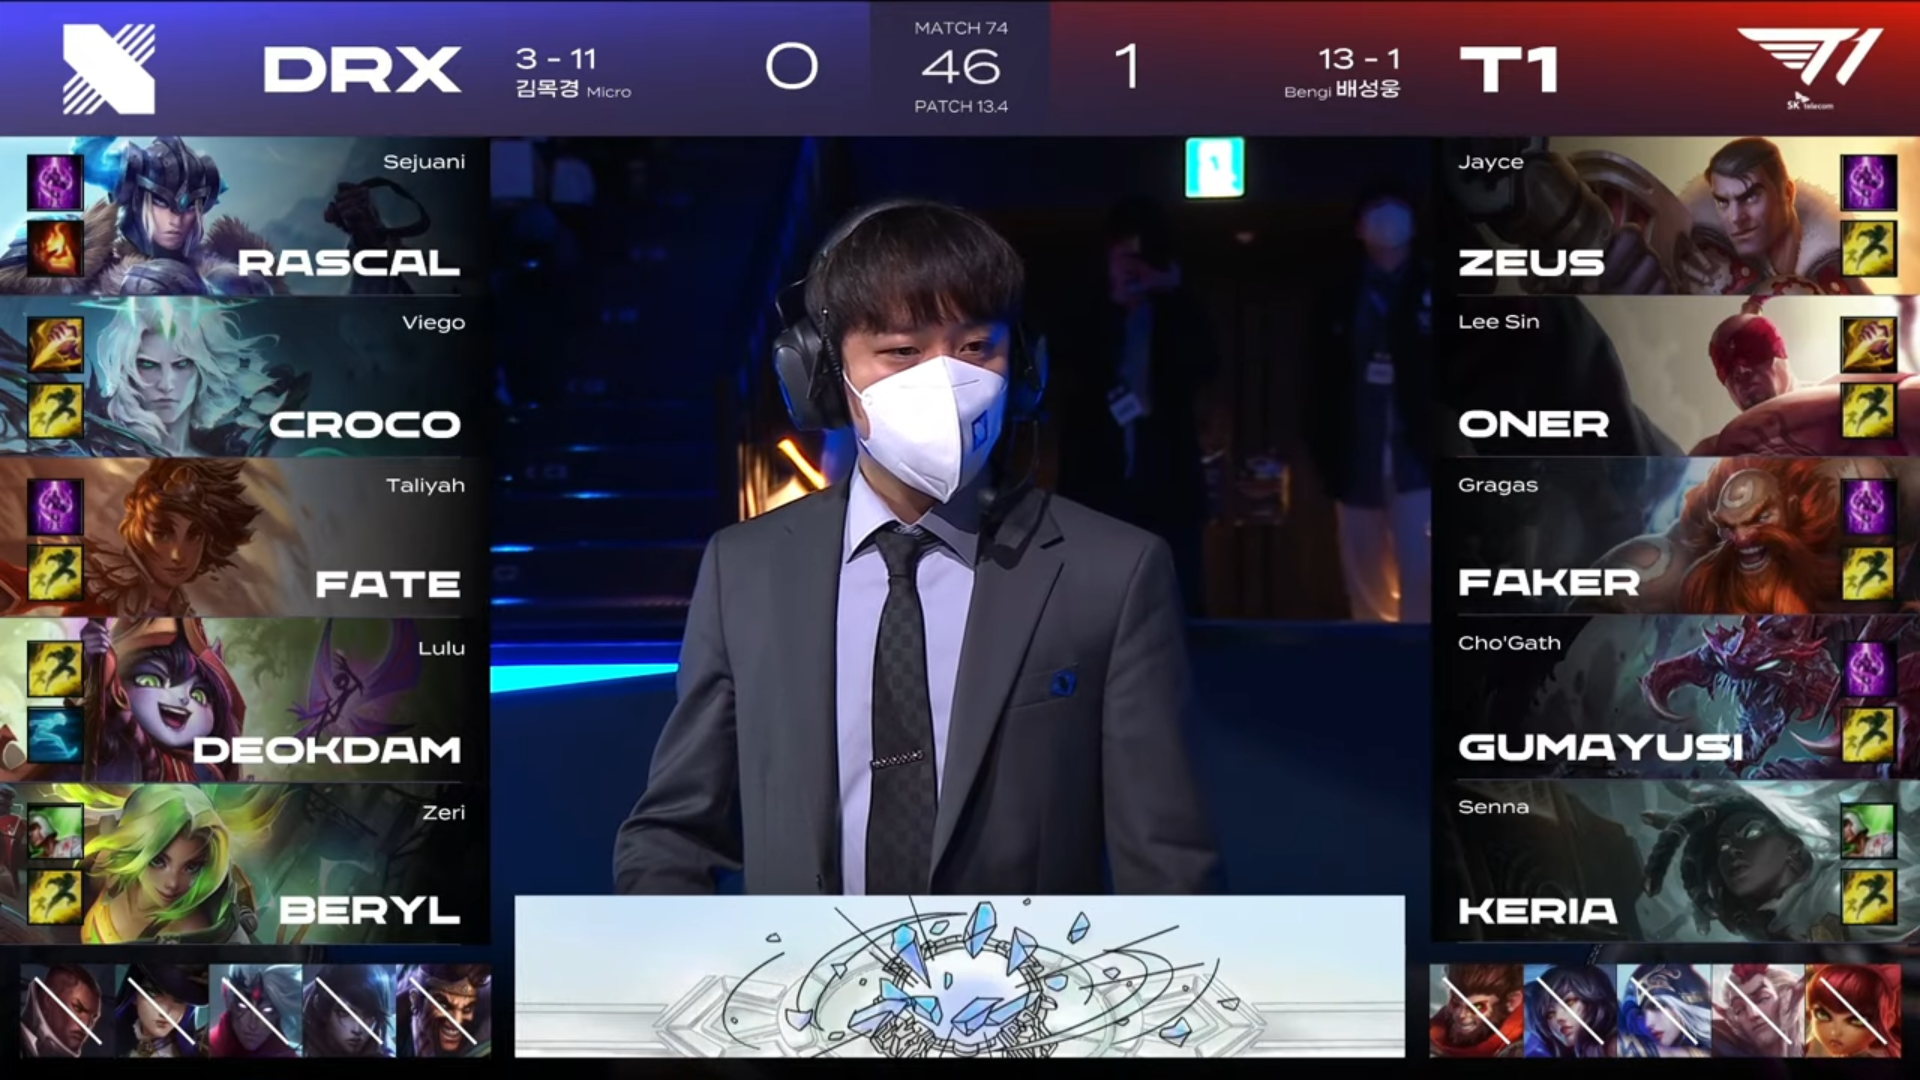 DRX
3 - 11
김목경 Micro
0
MATCH 74
46
PATCH 13.4
1
13 - 1
Bengi 배성웅
T1
T1
SK telecom
Sejuani
RASCAL
Viego
CROCO
Taliyah
FATE
Lulu
DEOKDAM
Zeri
BERYL
Jayce
ZEUS
Lee Sin
ONER
Gragas
FAKER
Cho'Gath
GUMAYUSI
Senna
KERIA